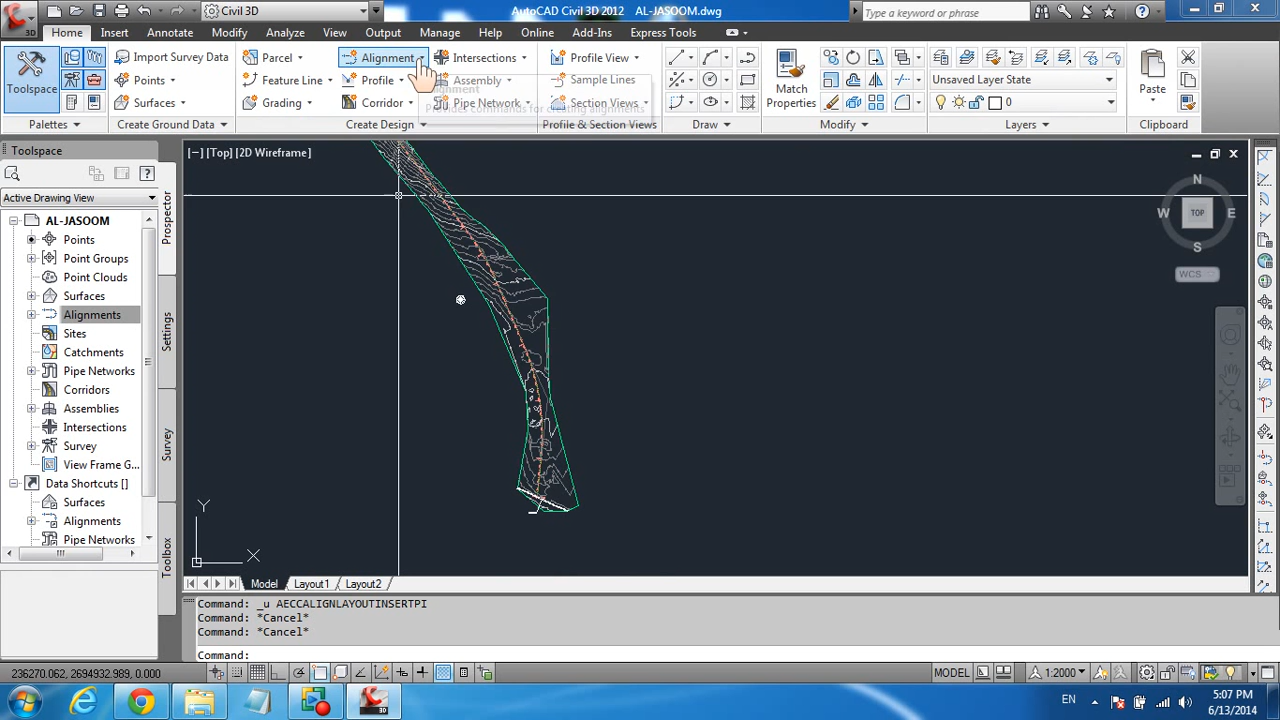 Civil 3D
AutoCAD Civil 3D 2012 AL-JASOOM.dwg
Type a keyword or phrase
3D
Home Insert Annotate Modify Analyze View Output Manage Help Online Add-Ins Express Tools
Toolspace
Import Survey Data
Points
Surfaces
Parcel
Feature Line
Grading
Alignment
Profile
Corridor
Intersections
Assembly
Pipe Network
Profile View
Sample Lines
Section Views
Match
Properties
Unsaved Layer State
0
Paste
Palettes
Create Ground Data
Create Design
Profile & Section Views
Draw
Modify
Layers
Clipboard
Toolspace
Active Drawing View
AL-JASOOM
Points
Point Groups
Point Clouds
Surfaces
Alignments
Sites
Catchments
Pipe Networks
Corridors
Assemblies
Intersections
Survey
View Frame G...
Data Shortcuts []
Surfaces
Alignments
Pipe Networks
Prospector
Settings
Survey
Toolbox
[−] [Top] [2D Wireframe]
N
W TOP E
S
WCS
Y
X
Model Layout1 Layout2
Command: _u AECCALIGNLAYOUTINSERTPI
Command: *Cancel*
Command: *Cancel*
Command:
236270.062, 2694932.989, 0.000
MODEL
1:2000
EN
5:07 PM
6/13/2014